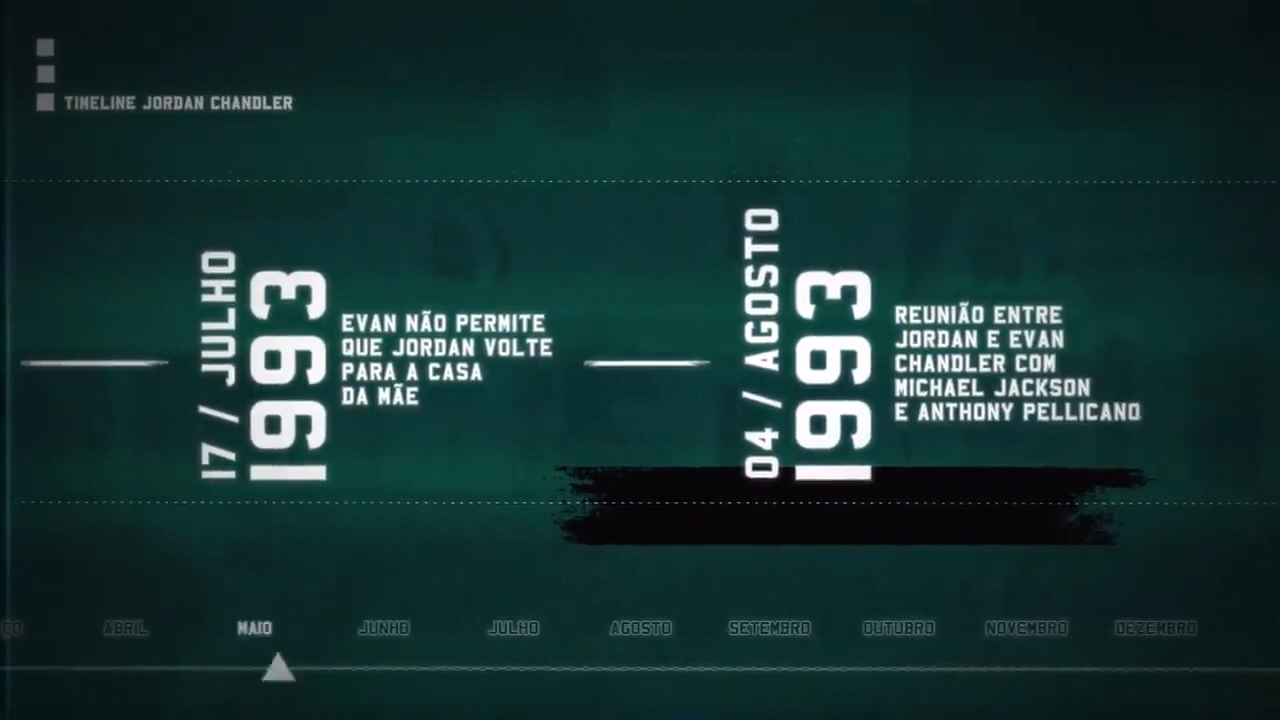 TIMELINE JORDAN CHANDLER
17 / JULHO
1993
EVAN NÃO PERMITE
QUE JORDAN VOLTE
PARA A CASA
DA MÃE
04 / AGOSTO
1993
REUNIÃO ENTRE
JORDAN E EVAN
CHANDLER COM
MICHAEL JACKSON
E ANTHONY PELLICANO
ABRIL MAIO JUNHO JULHO AGOSTO SETEMBRO OUTUBRO NOVEMBRO DEZEMBRO